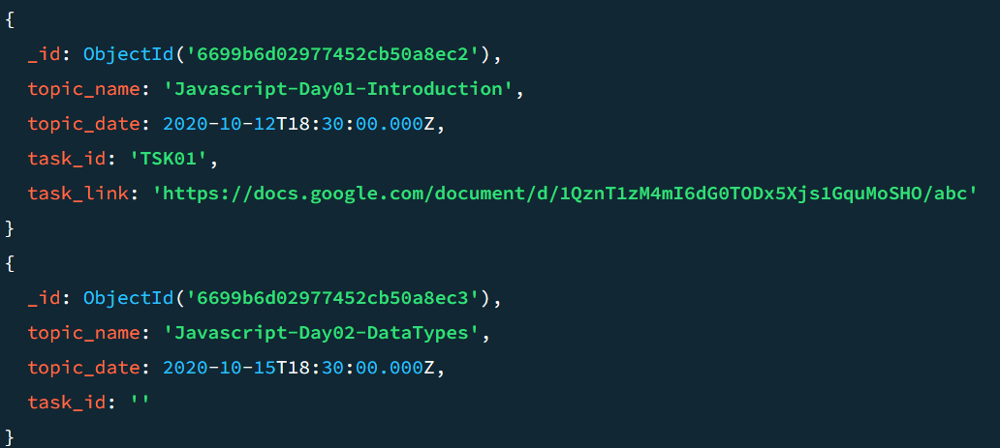 {
  _id: ObjectId('6699b6d02977452cb50a8ec2'),
  topic_name: 'Javascript-Day01-Introduction',
  topic_date: 2020-10-12T18:30:00.000Z,
  task_id: 'TSK01',
  task_link: 'https://docs.google.com/document/d/1QznT1zM4mI6dG0TODx5Xjs1GquMoSHO/abc'
}
{
  _id: ObjectId('6699b6d02977452cb50a8ec3'),
  topic_name: 'Javascript-Day02-DataTypes',
  topic_date: 2020-10-15T18:30:00.000Z,
  task_id: ''
}